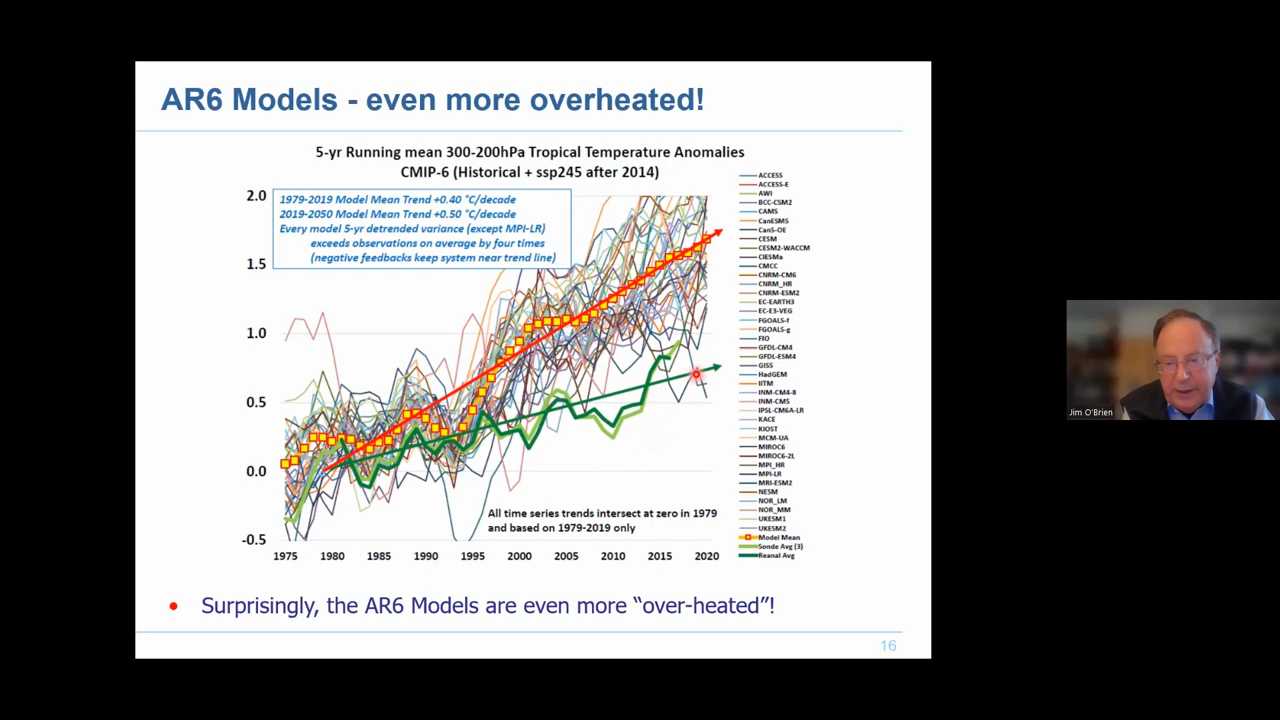 AR6 Models - even more overheated!
5-yr Running mean 300-200hPa Tropical Temperature Anomalies
CMIP-6 (Historical + ssp245 after 2014)
2.0
1.5
1.0
0.5
0.0
-0.5
1979-2019 Model Mean Trend +0.40 °C/decade
2019-2050 Model Mean Trend +0.50 °C/decade
Every model 5-yr detrended variance (except MPI-LR)
exceeds observations on average by four times
(negative feedbacks keep system near trend line)
All time series trends intersect at zero in 1979
and based on 1979-2019 only
1975 1980 1985 1990 1995 2000 2005 2010 2015 2020
ACCESS
ACCESS-E
AWI
BCC-CSM2
CAMS
CanESM5
Can5-OE
CESM
CESM2-WACCM
CIESMa
CMCC
CNRM-CM6
CNRM_HR
CNRM-ESM2
EC-EARTH3
EC-E3-VEG
FGOALS-f
FGOALS-g
FIO
GFDL-CM4
GFDL-ESM4
GISS
HadGEM
IITM
INM-CM4-8
INM-CM5
IPSL-CM6A-LR
KACE
KIOST
MCM-UA
MIROC6
MIROC6-2L
MPI_HR
MPI-LR
MRI-ESM2
NESM
NOR_LM
NOR_MM
UKESM1
UKESM2
Model Mean
Sonde Avg (3)
Reanal Avg
• Surprisingly, the AR6 Models are even more “over-heated”!
16
Jim O'Brien